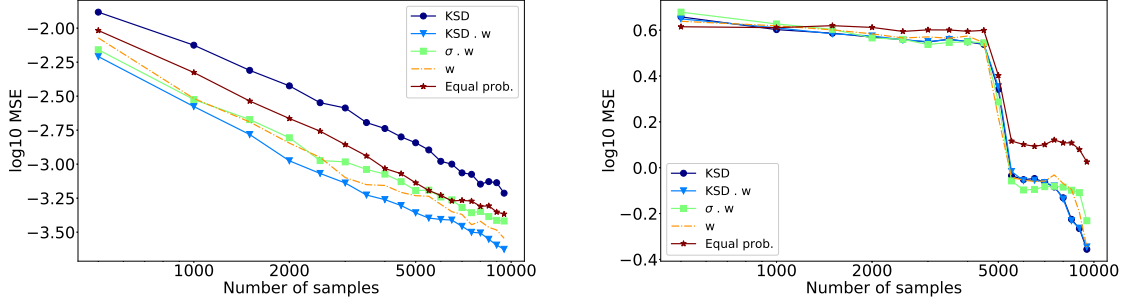 log10 MSE
−2.00
−2.25
−2.50
−2.75
−3.00
−3.25
−3.50
KSD
KSD . w
σ . w
w
Equal prob.
1000
2000
5000
10000
Number of samples
log10 MSE
0.6
0.4
0.2
0.0
−0.2
−0.4
KSD
KSD . w
σ . w
w
Equal prob.
1000
2000
5000
10000
Number of samples